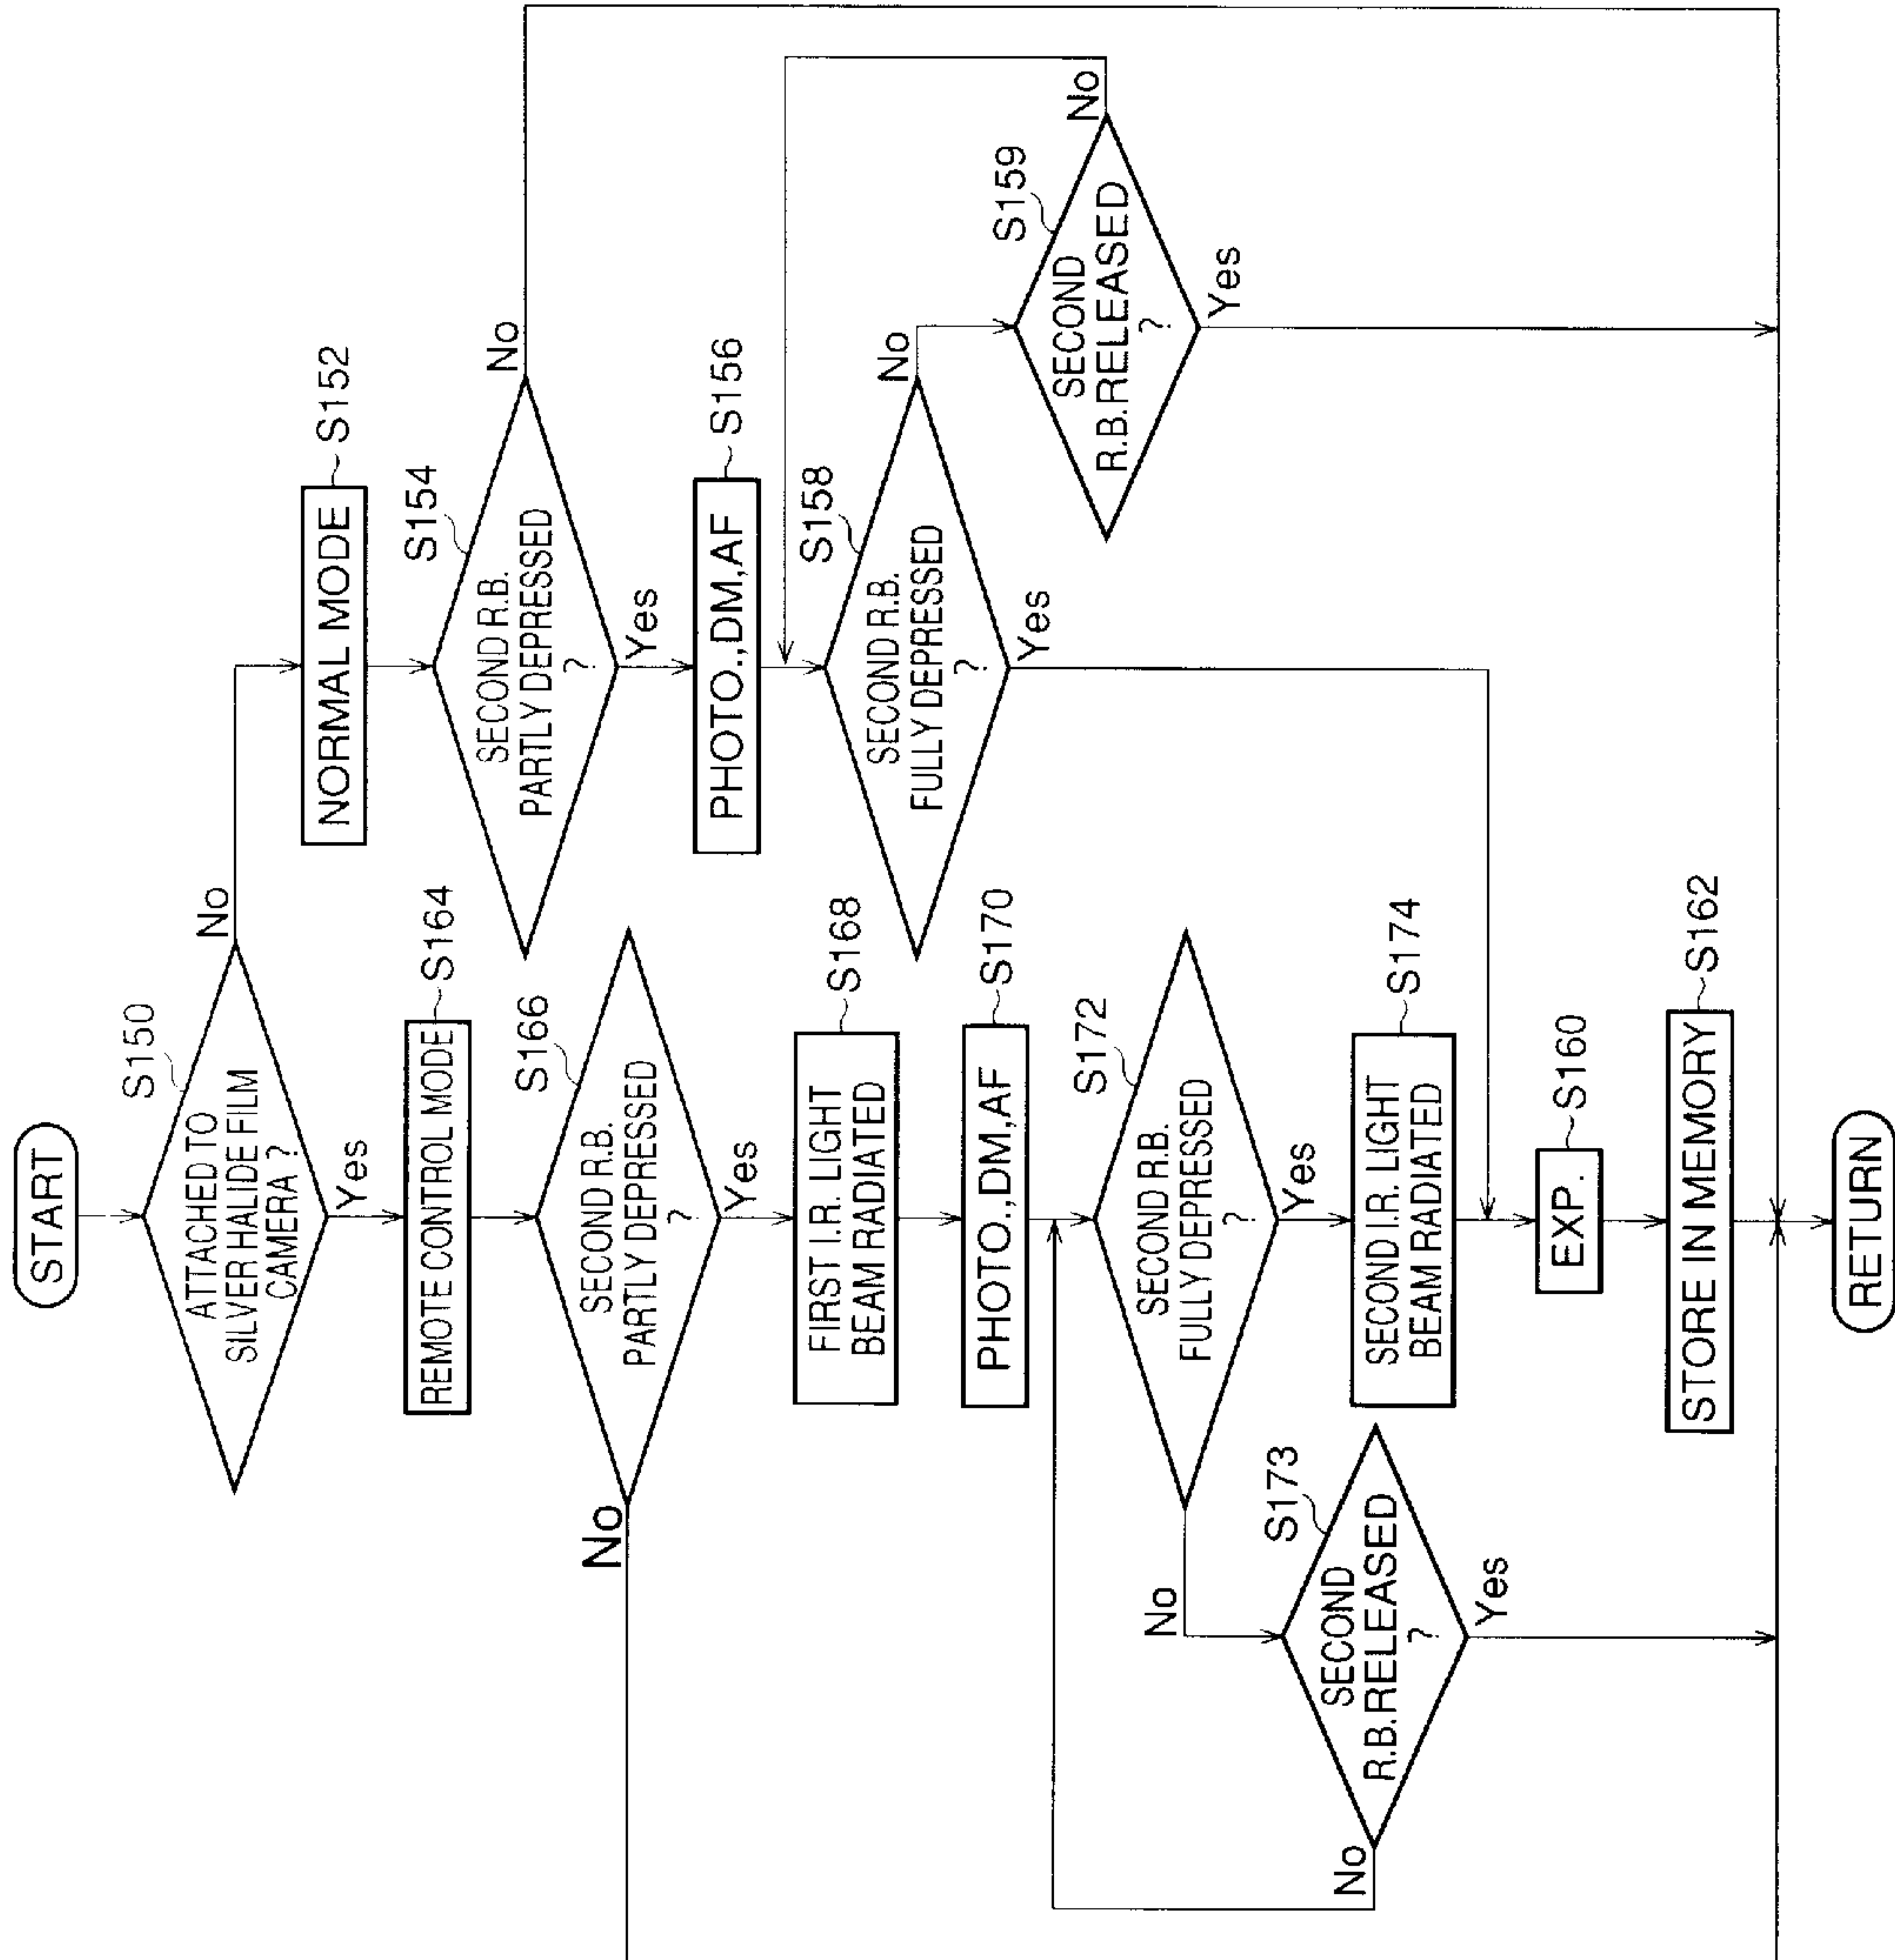 START
S150
ATTACHED TO
SILVER HALIDE FILM
CAMERA ?
No
Yes
NORMAL MODE
S152
REMOTE CONTROL MODE
S164
S154
SECOND R.B.
PARTLY DEPRESSED
?
No
Yes
S166
SECOND R.B.
PARTLY DEPRESSED
?
No
Yes
PHOTO.,DM,AF
S156
FIRST I.R. LIGHT
BEAM RADIATED
S168
S158
SECOND R.B.
FULLY DEPRESSED
?
No
Yes
PHOTO.,DM,AF
S170
S159
SECOND
R.B.RELEASED
?
No
Yes
S172
SECOND R.B.
FULLY DEPRESSED
?
No
Yes
S173
SECOND
R.B.RELEASED
?
No
Yes
SECOND I.R. LIGHT
BEAM RADIATED
S174
EXP.
S160
STORE IN MEMORY
S162
RETURN